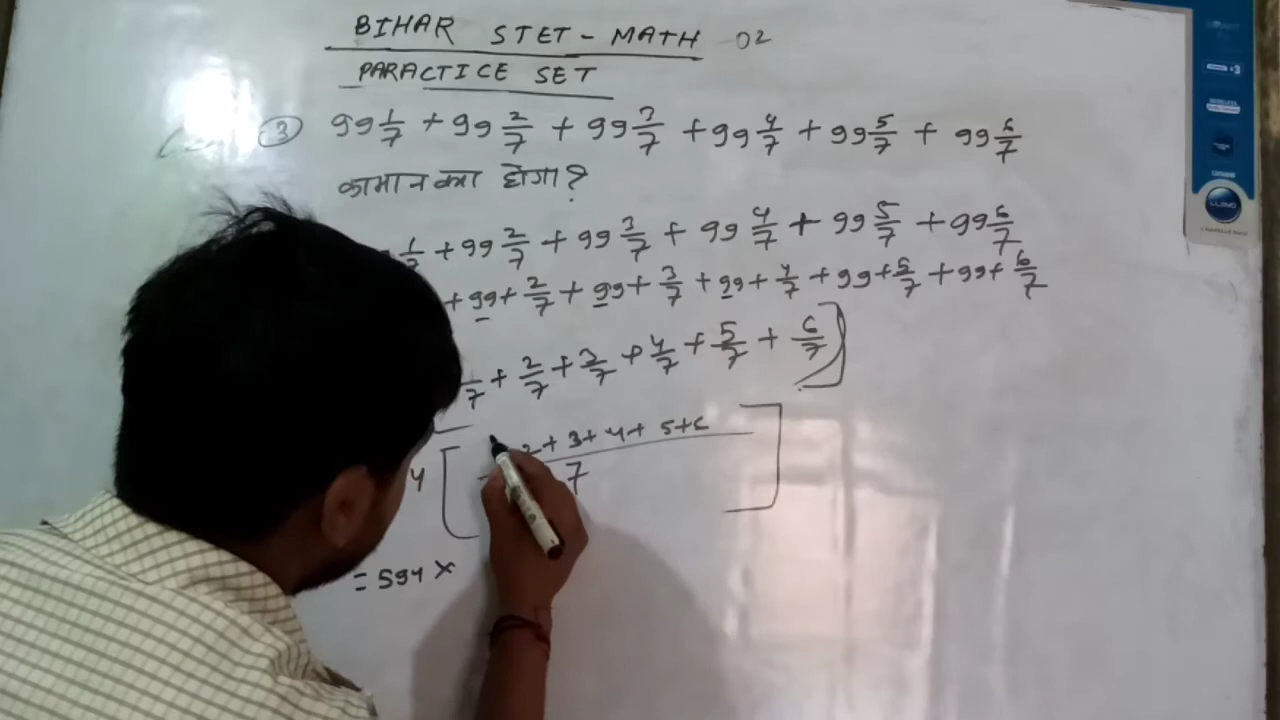 BIHAR STET - MATH 02
PARACTICE SET
③ 99 1/7 + 99 2/7 + 99 3/7 + 99 4/7 + 99 5/7 + 99 6/7
का मान क्या होगा?
1/7 + 99 2/7 + 99 3/7 + 99 4/7 + 99 5/7 + 99 6/7
+ 99 + 2/7 + 99 + 3/7 + 99 + 4/7 + 99 + 5/7 + 99 + 6/7
/7 + 2/7 + 3/7 + 4/7 + 5/7 + 6/7
4 [ 2 + 3 + 4 + 5 + 6 / 7 ]
= 594 ×